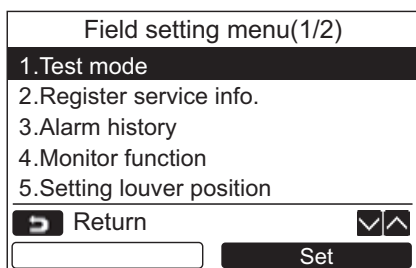 Field setting menu(1/2)
1.Test mode
2.Register service info.
3.Alarm history
4.Monitor function
5.Setting louver position
Return
Set